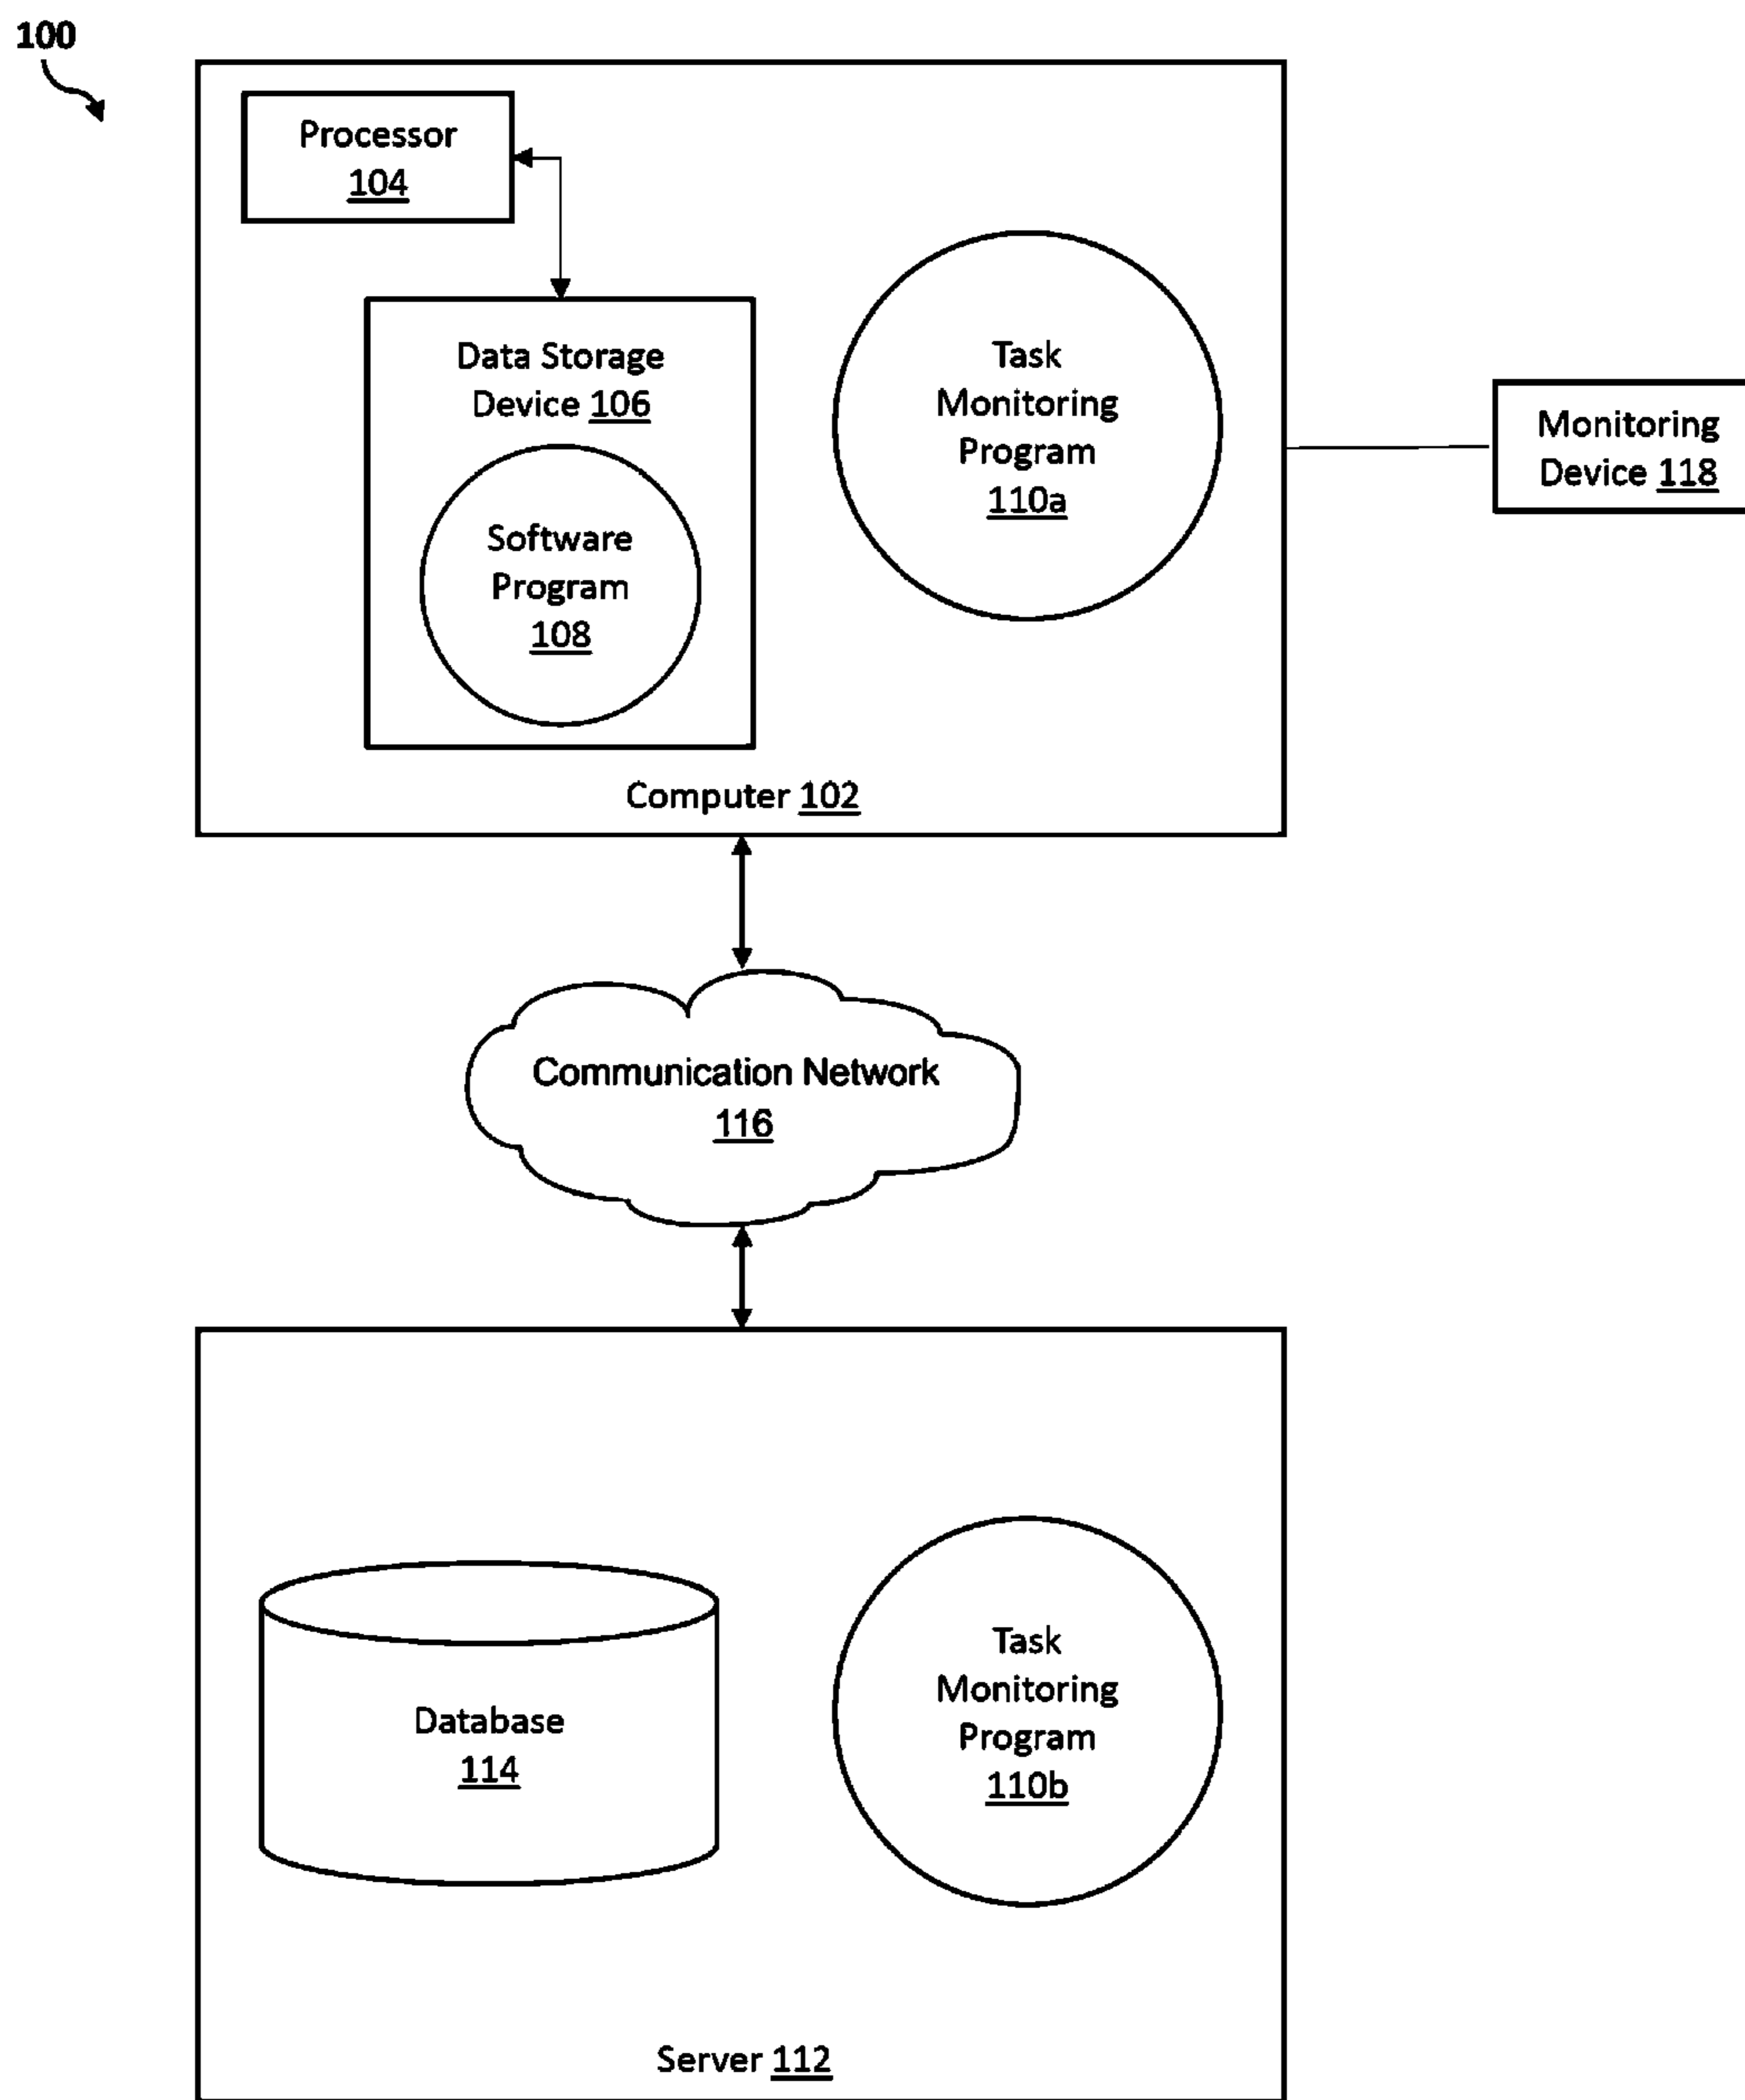 100
Processor
104
Data Storage
Device 106
Software
Program
108
Task
Monitoring
Program
110a
Computer 102
Monitoring
Device 118
Communication Network
116
Database
114
Task
Monitoring
Program
110b
Server 112